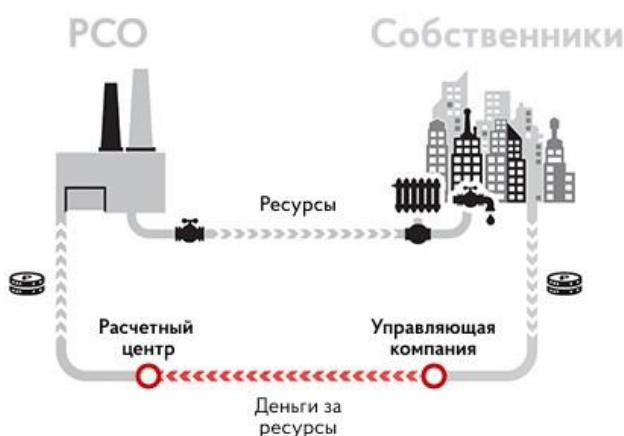 РСО
Собственники
Ресурсы
Расчетный
центр
Управляющая
компания
Деньги за
ресурсы